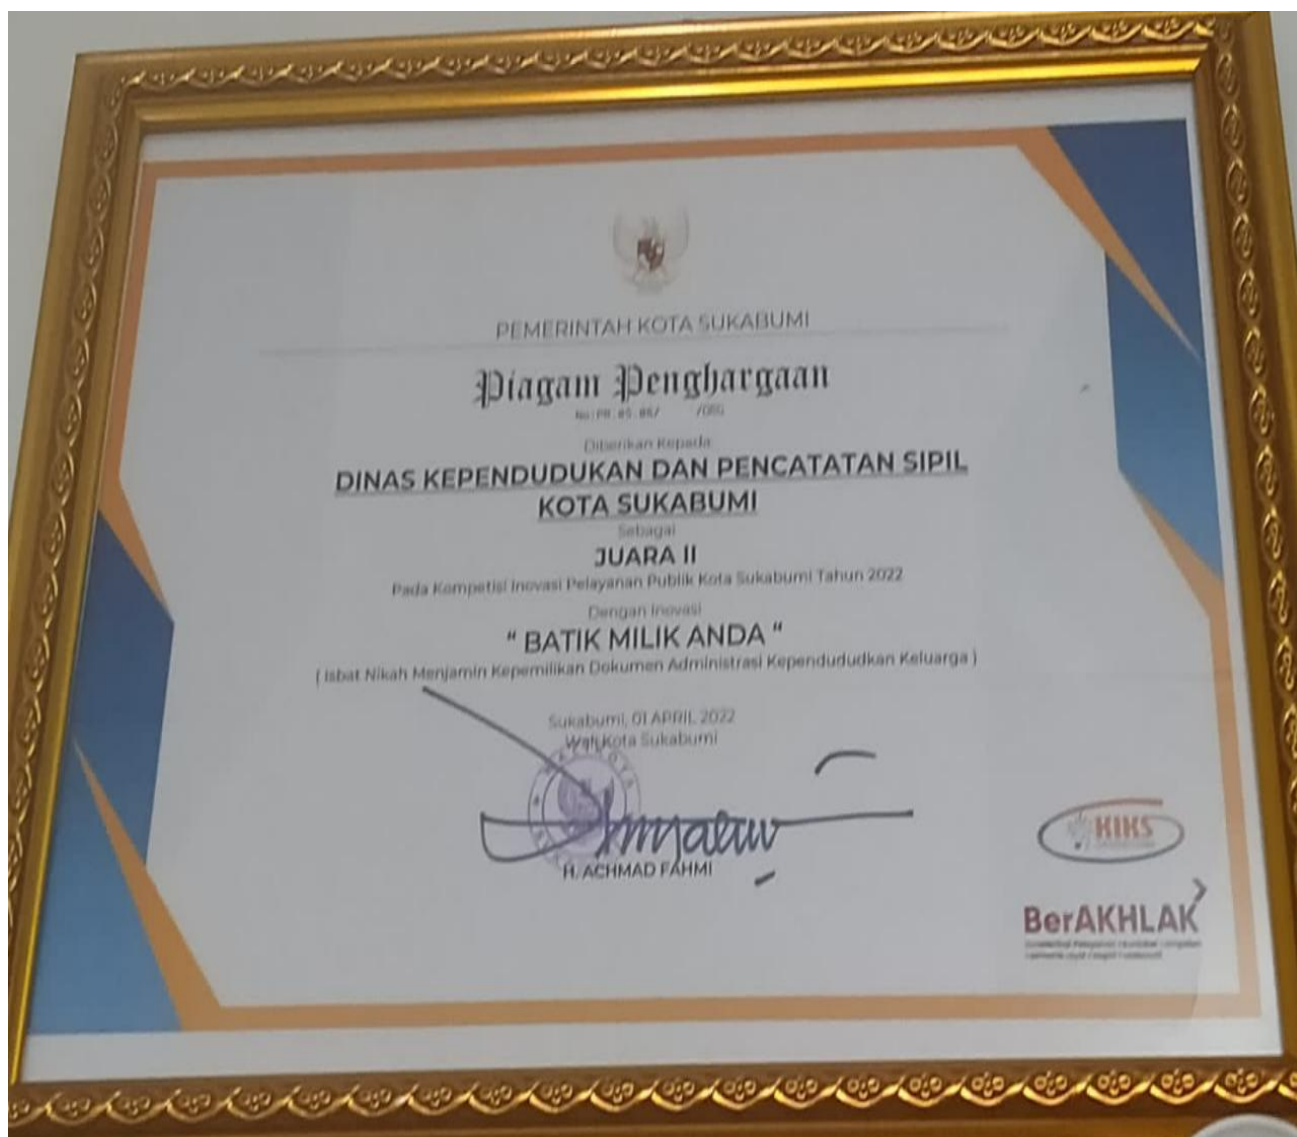 PEMERINTAH KOTA SUKABUMI
Piagam Penghargaan
Diberikan Kepada
DINAS KEPENDUDUKAN DAN PENCATATAN SIPIL
KOTA SUKABUMI
Sebagai
JUARA II
Pada Kompetisi Inovasi Pelayanan Publik Kota Sukabumi Tahun 2022
Dengan Inovasi
" BATIK MILIK ANDA "
( Isbat Nikah Menjamin Kepemilikan Dokumen Administrasi Kependududkan Keluarga )
Sukabumi, 01 APRIL 2022
Wali Kota Sukabumi
H. ACHMAD FAHMI
KIKS
BerAKHLAK